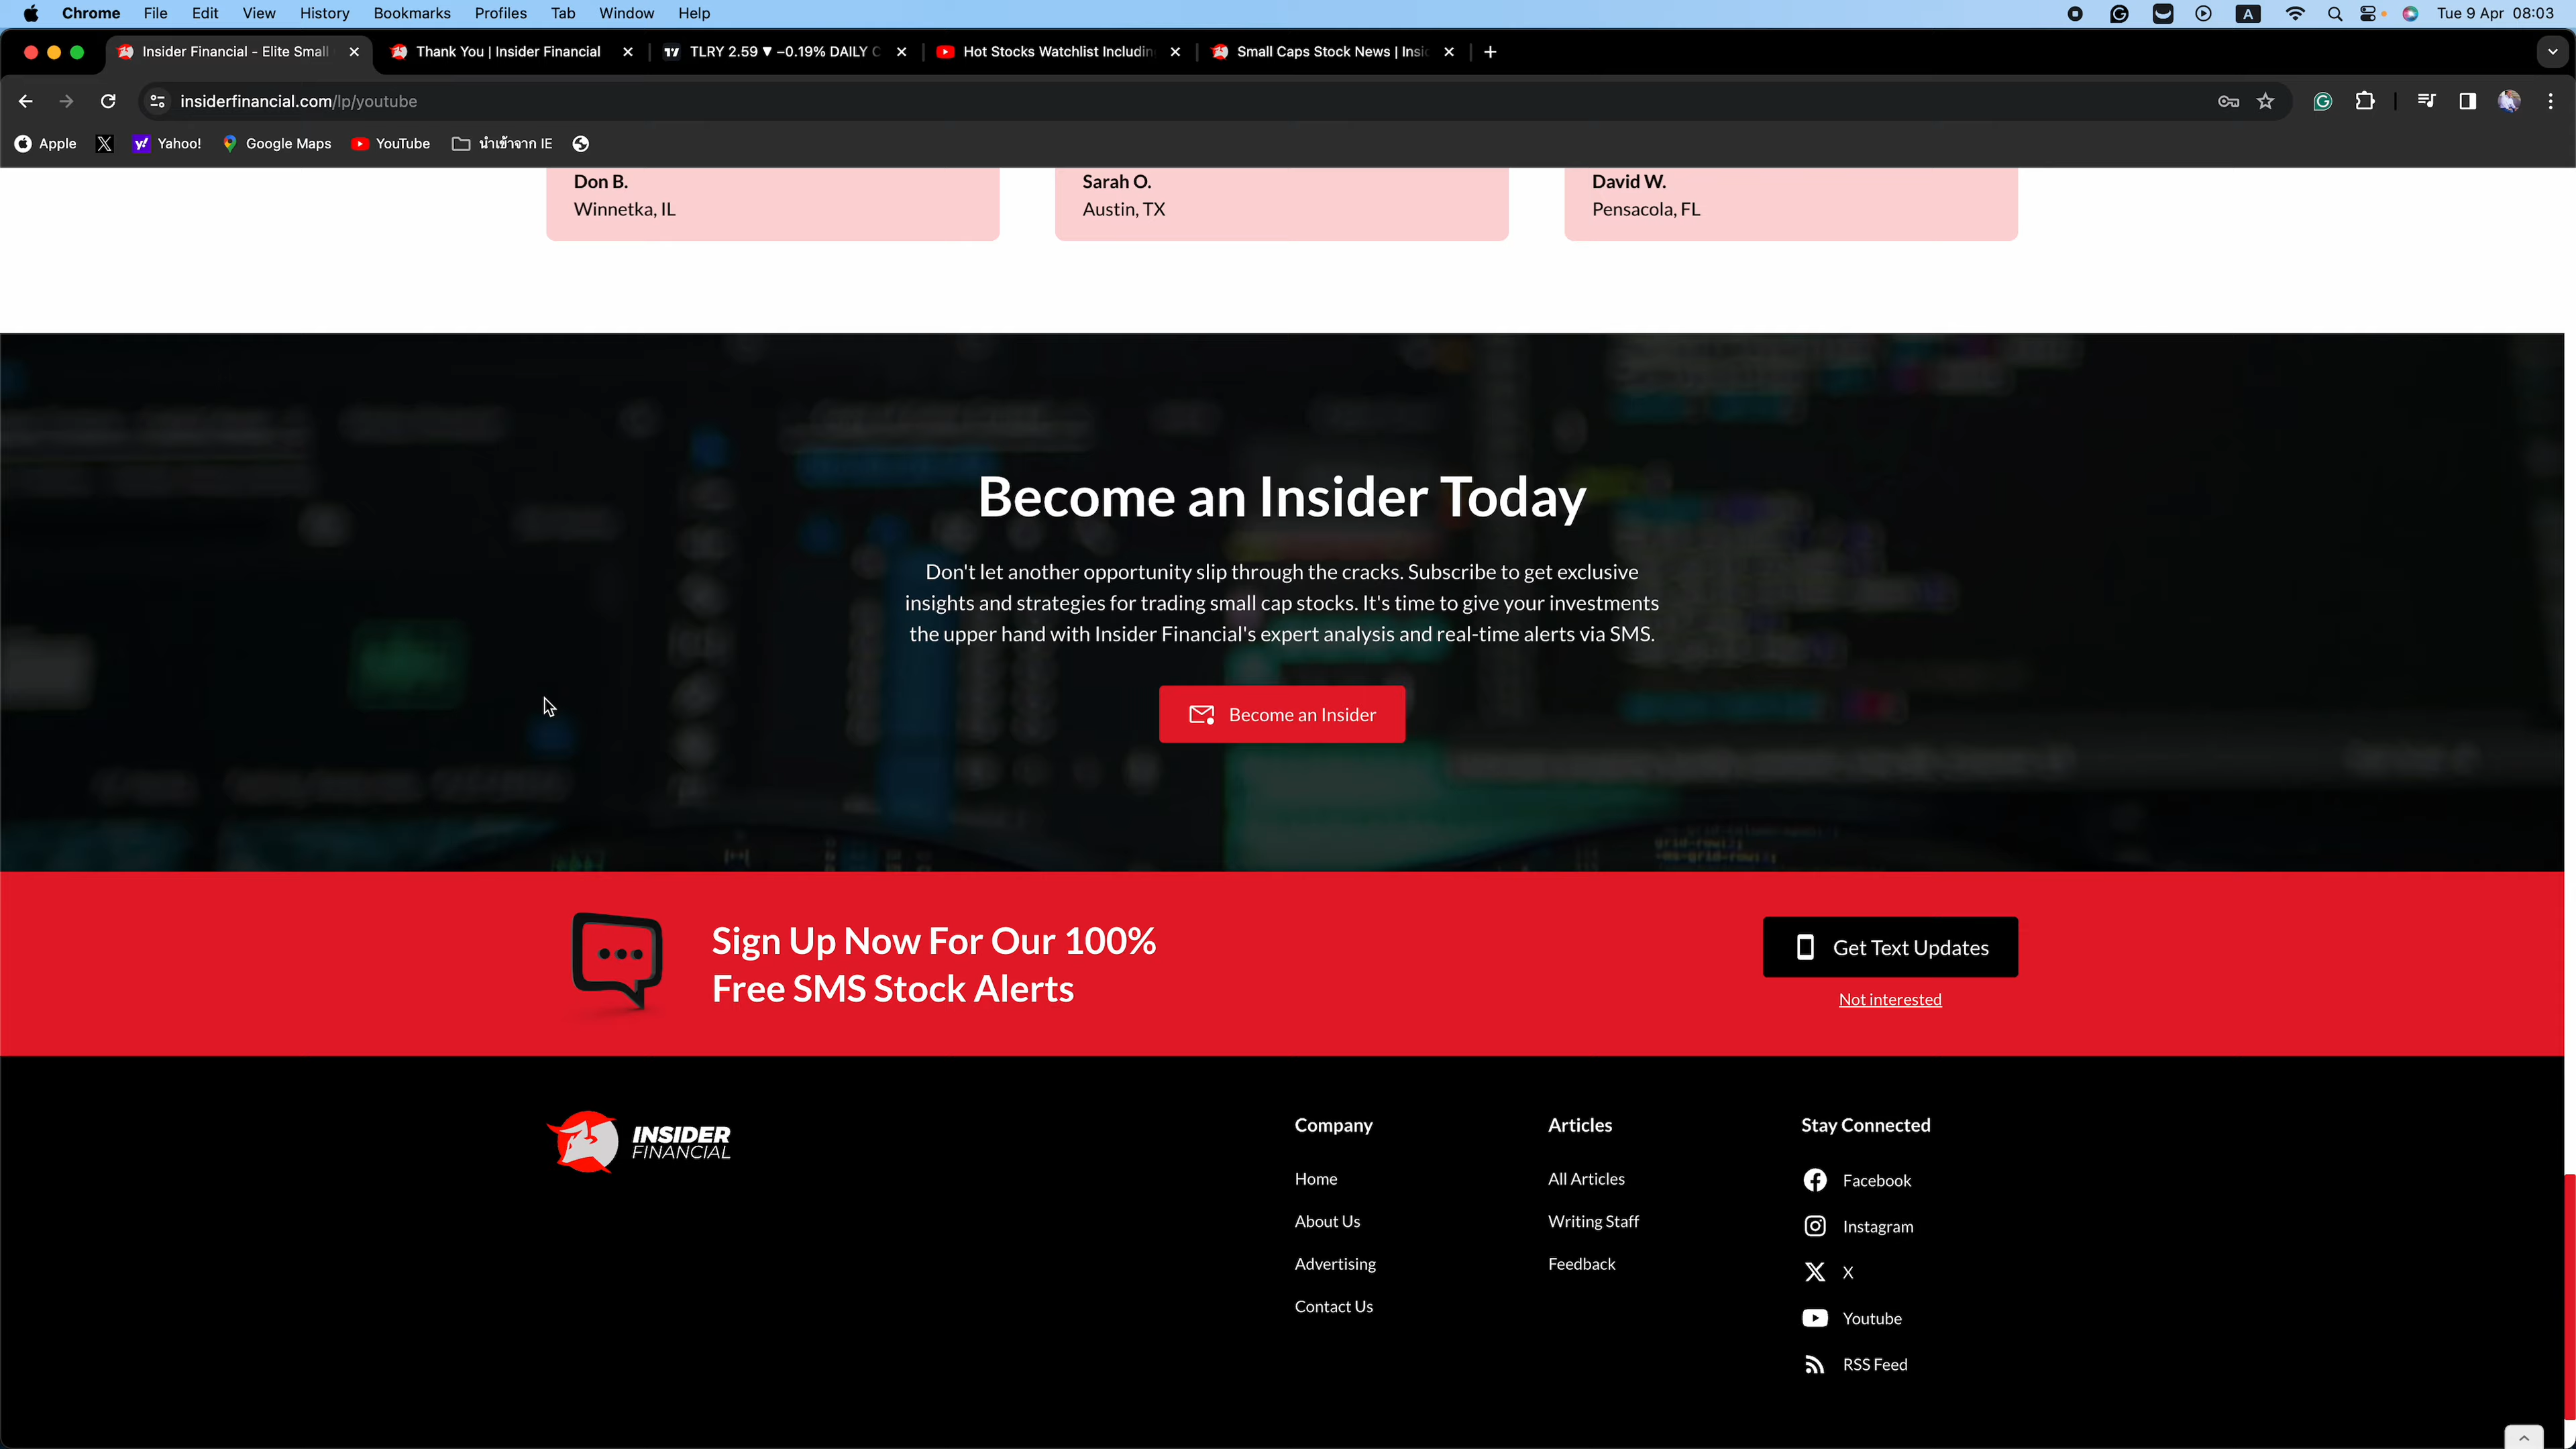 Chrome File Edit View History Bookmarks Profiles Tab Window Help A Tue 9 Apr 08:03
Insider Financial - Elite Small Thank You | Insider Financial TLRY 2.59 ▼ −0.19% DAILY C Hot Stocks Watchlist Includin Small Caps Stock News | Insi
insiderfinancial.com/lp/youtube
Apple Yahoo! Google Maps YouTube นำเข้าจาก IE
Don B. Sarah O. David W.
Winnetka, IL Austin, TX Pensacola, FL
Become an Insider Today
Don't let another opportunity slip through the cracks. Subscribe to get exclusive
insights and strategies for trading small cap stocks. It's time to give your investments
the upper hand with Insider Financial's expert analysis and real-time alerts via SMS.
Become an Insider
Sign Up Now For Our 100%
Free SMS Stock Alerts
Get Text Updates
Not interested
INSIDER
FINANCIAL
Company
Home
About Us
Advertising
Contact Us
Articles
All Articles
Writing Staff
Feedback
Stay Connected
Facebook
Instagram
X
Youtube
RSS Feed